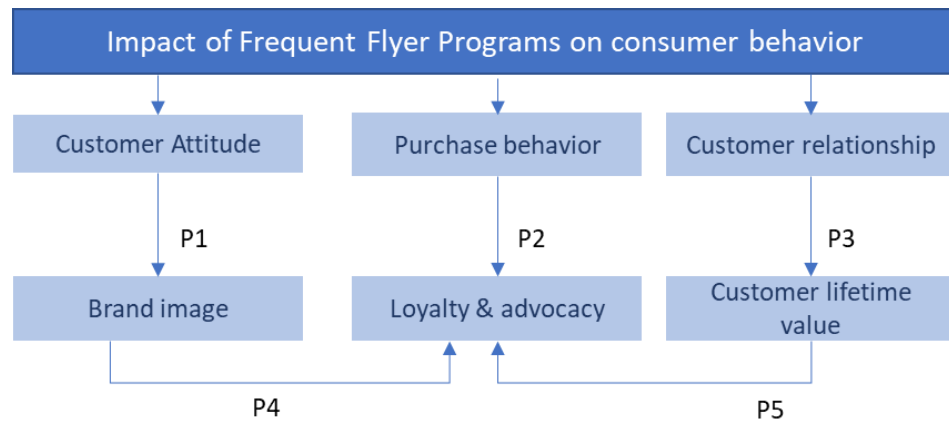 Impact of Frequent Flyer Programs on consumer behavior
Customer Attitude
Purchase behavior
Customer relationship
P1
P2
P3
Brand image
Loyalty & advocacy
Customer lifetime
value
P4
P5